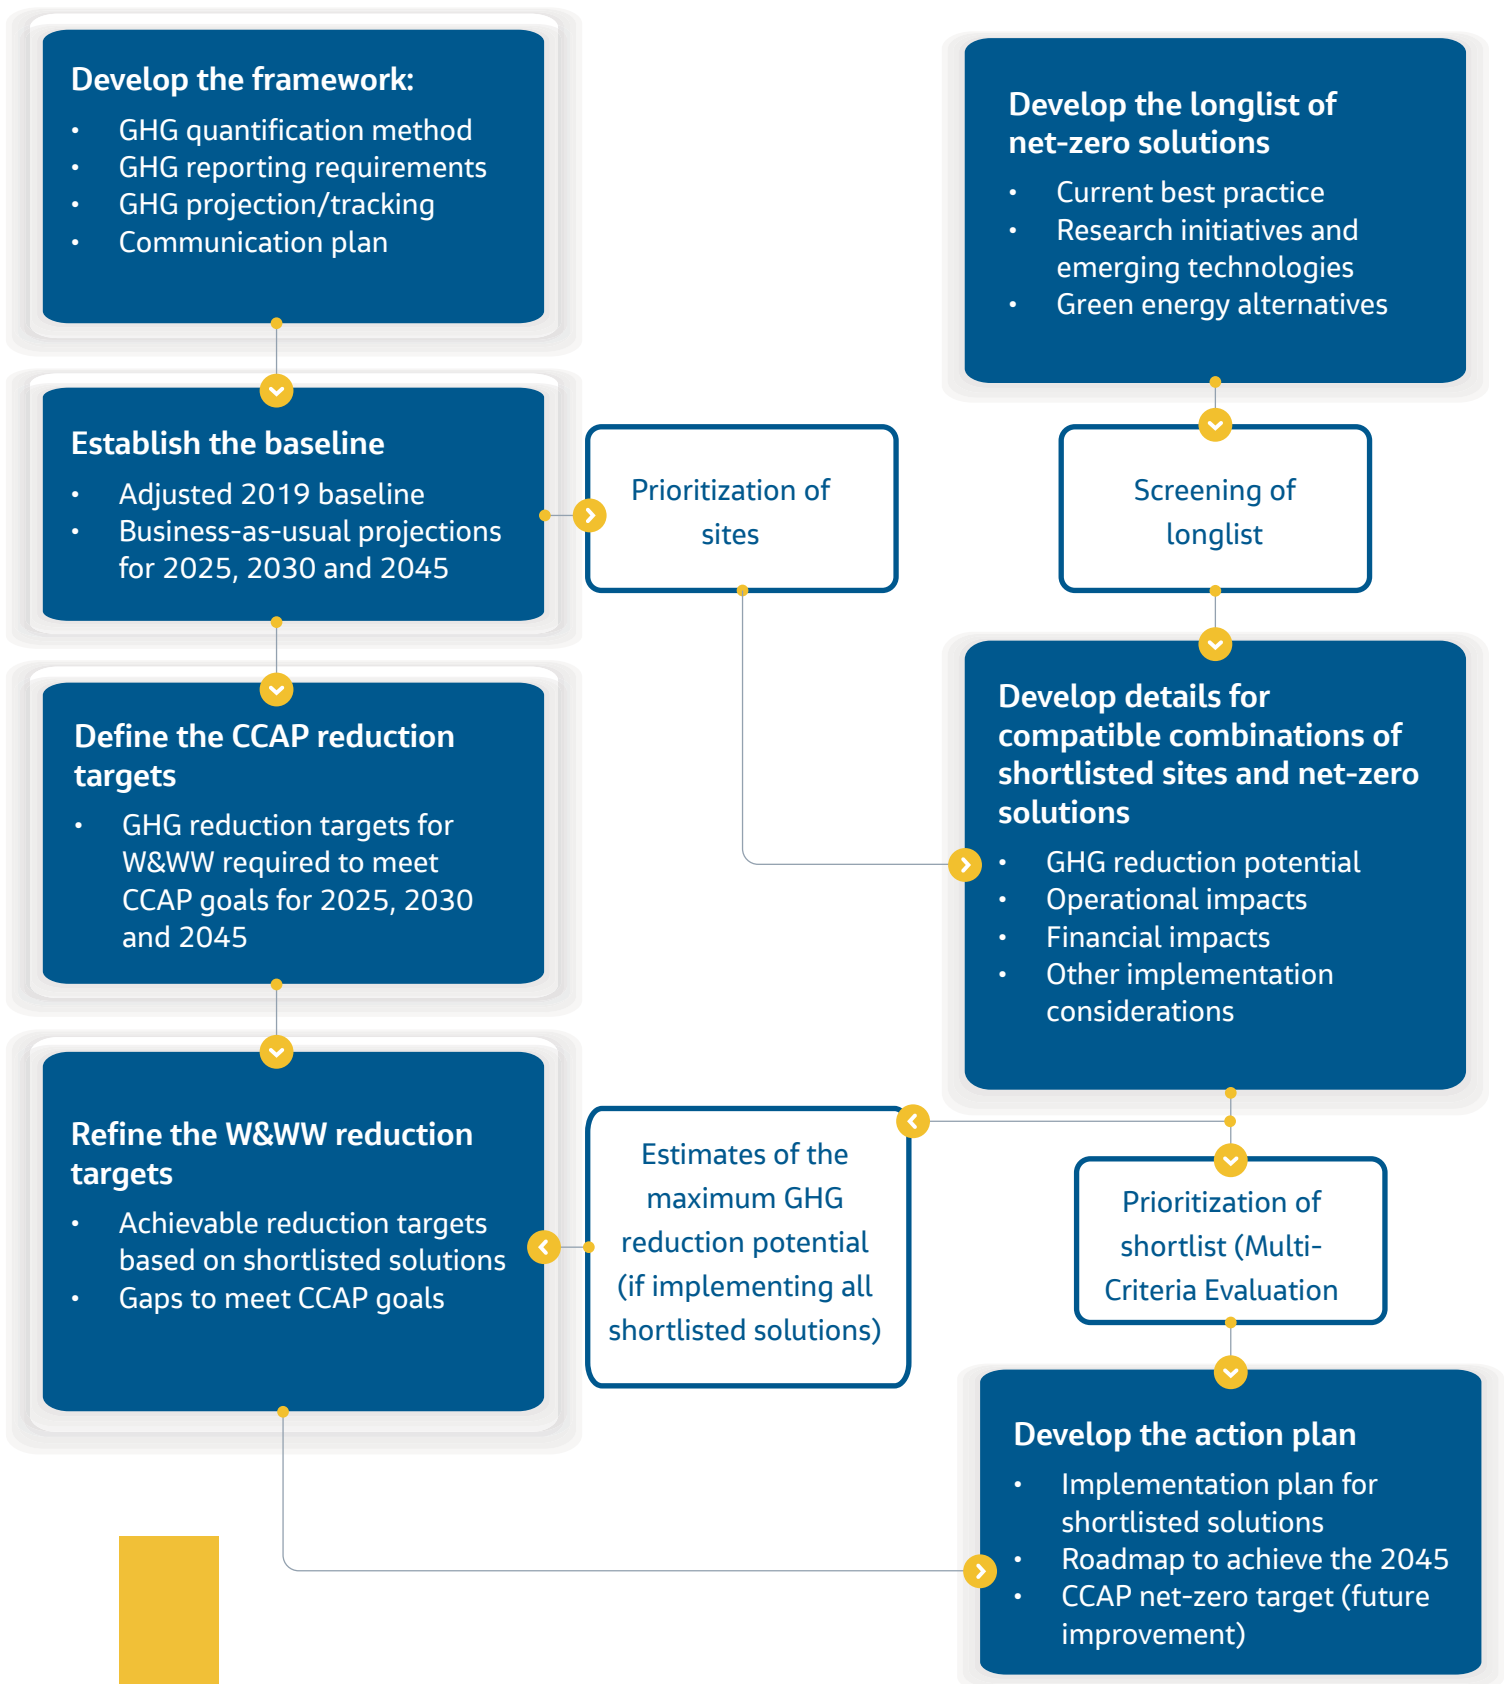 Develop the framework:
• GHG quantification method
• GHG reporting requirements
• GHG projection/tracking
• Communication plan
Establish the baseline
• Adjusted 2019 baseline
• Business-as-usual projections
for 2025, 2030 and 2045
Prioritization of
sites
Define the CCAP reduction
targets
• GHG reduction targets for
W&WW required to meet
CCAP goals for 2025, 2030
and 2045
Refine the W&WW reduction
targets
• Achievable reduction targets
based on shortlisted solutions
• Gaps to meet CCAP goals
Develop the longlist of
net-zero solutions
• Current best practice
• Research initiatives and
emerging technologies
• Green energy alternatives
Screening of
longlist
Develop details for
compatible combinations of
shortlisted sites and net-zero
solutions
• GHG reduction potential
• Operational impacts
• Financial impacts
• Other implementation
considerations
Estimates of the
maximum GHG
reduction potential
(if implementing all
shortlisted solutions)
Prioritization of
shortlist (Multi-
Criteria Evaluation
Develop the action plan
• Implementation plan for
shortlisted solutions
• Roadmap to achieve the 2045
• CCAP net-zero target (future
improvement)